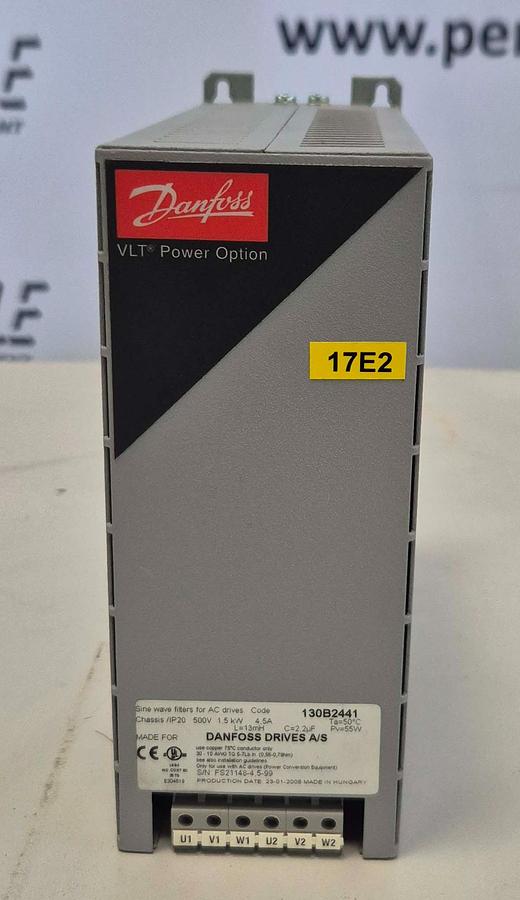 www.per
ENT
Danfoss
VLT® Power Option
17E2
Sine wave filters for AC drives Code 130B2441
Chassis /IP20 500V 1.5 kW 4,5A Ta=50°C
L=13mH C=2.2µF Pv=55W
MADE FOR DANFOSS DRIVES A/S
use copper 75°C conductor only
see also installation guidelines
Only for use with AC drives (Power Conversion Equipment)
S/N: FS21148-4,5-99
PRODUCTION DATE: 23-01-2008 MADE IN HUNGARY
U1 V1 W1 U2 V2 W2